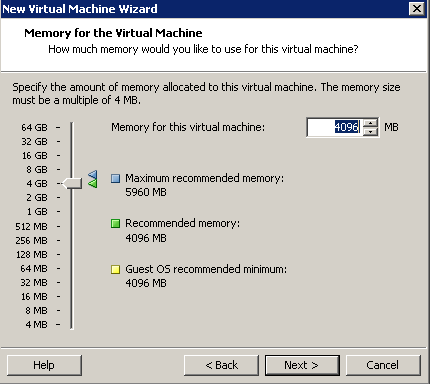 New Virtual Machine Wizard
Memory for the Virtual Machine
How much memory would you like to use for this virtual machine?
Specify the amount of memory allocated to this virtual machine. The memory size
must be a multiple of 4 MB.
64 GB
32 GB
16 GB
8 GB
4 GB
2 GB
1 GB
512 MB
256 MB
128 MB
64 MB
32 MB
16 MB
8 MB
4 MB
Memory for this virtual machine: 4096 MB
Maximum recommended memory:
5960 MB
Recommended memory:
4096 MB
Guest OS recommended minimum:
4096 MB
Help < Back Next > Cancel